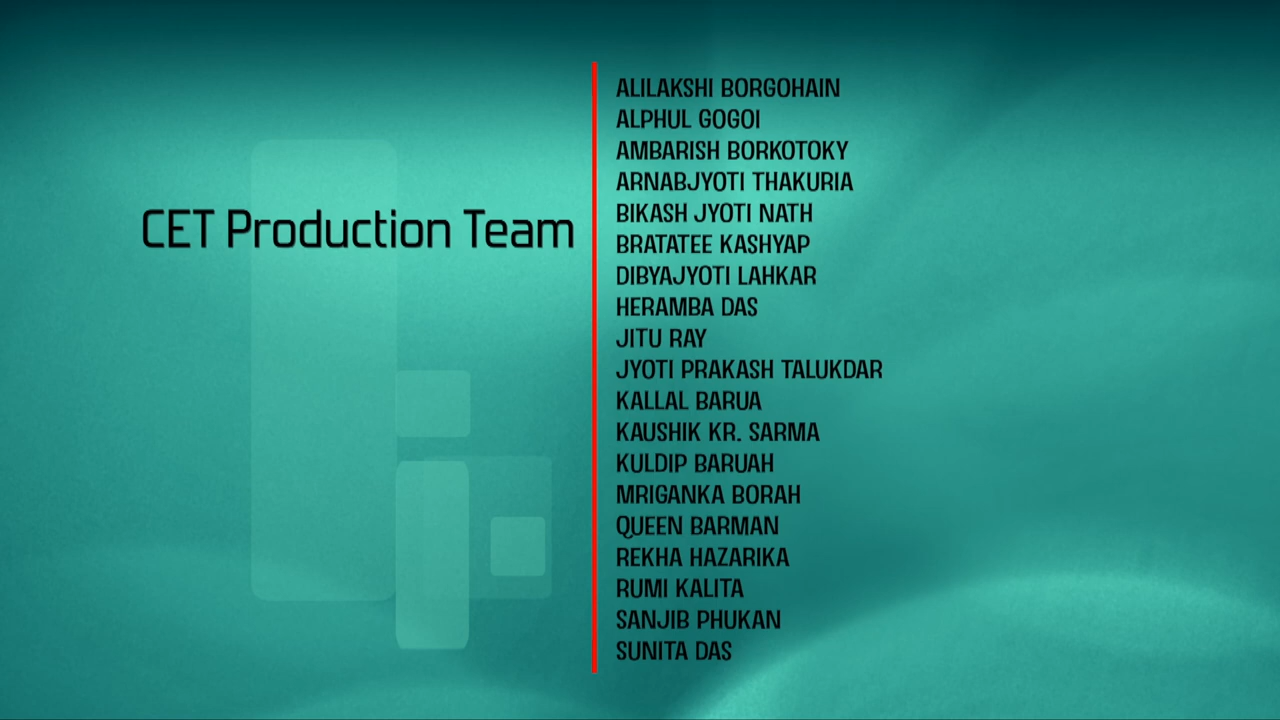 CET Production Team
ALILAKSHI BORGOHAIN
ALPHUL GOGOI
AMBARISH BORKOTOKY
ARNABJYOTI THAKURIA
BIKASH JYOTI NATH
BRATATEE KASHYAP
DIBYAJYOTI LAHKAR
HERAMBA DAS
JITU RAY
JYOTI PRAKASH TALUKDAR
KALLAL BARUA
KAUSHIK KR. SARMA
KULDIP BARUAH
MRIGANKA BORAH
QUEEN BARMAN
REKHA HAZARIKA
RUMI KALITA
SANJIB PHUKAN
SUNITA DAS